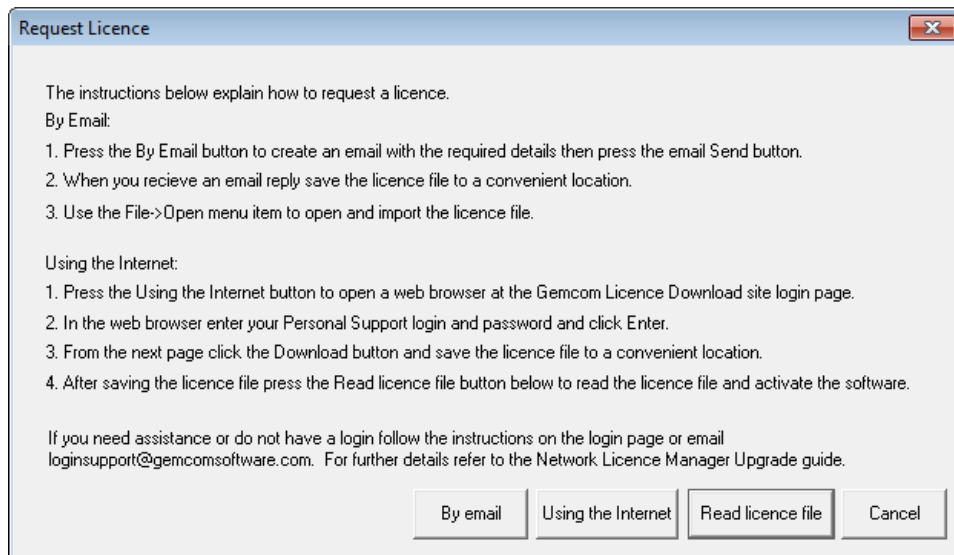 Request Licence
The instructions below explain how to request a licence.
By Email:
1. Press the By Email button to create an email with the required details then press the email Send button.
2. When you recieve an email reply save the licence file to a convenient location.
3. Use the File->Open menu item to open and import the licence file.
Using the Internet:
1. Press the Using the Internet button to open a web browser at the Gemcom Licence Download site login page.
2. In the web browser enter your Personal Support login and password and click Enter.
3. From the next page click the Download button and save the licence file to a convenient location.
4. After saving the licence file press the Read licence file button below to read the licence file and activate the software.
If you need assistance or do not have a login follow the instructions on the login page or email
loginsupport@gemcomsoftware.com.  For further details refer to the Network Licence Manager Upgrade guide.
By email Using the Internet Read licence file Cancel